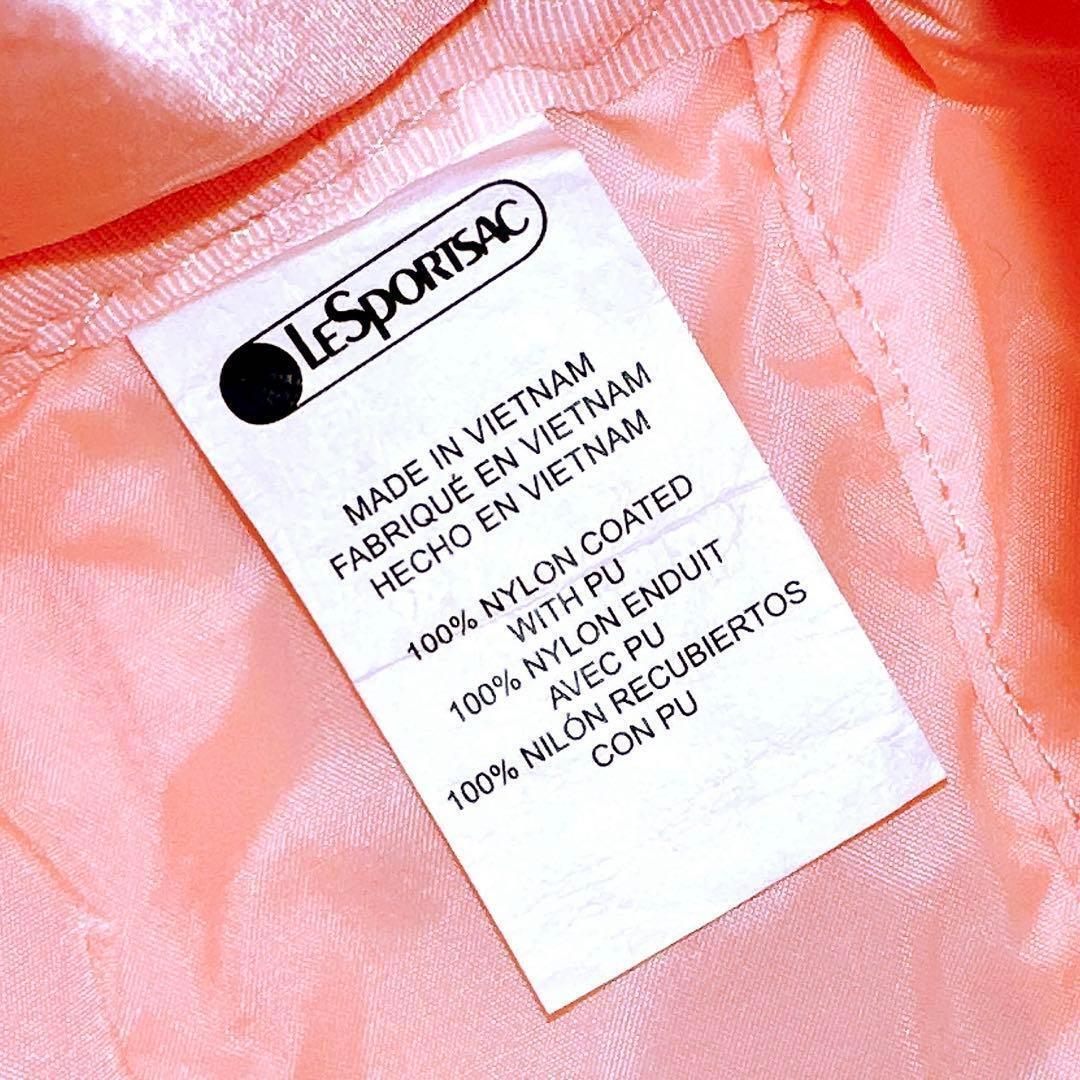 LESPORTSAC
MADE IN VIETNAM
FABRIQUÉ EN VIETNAM
HECHO EN VIETNAM
100% NYLON COATED
WITH PU
100% NYLON ENDUIT
AVEC PU
100% NILÓN RECUBIERTOS
CON PU